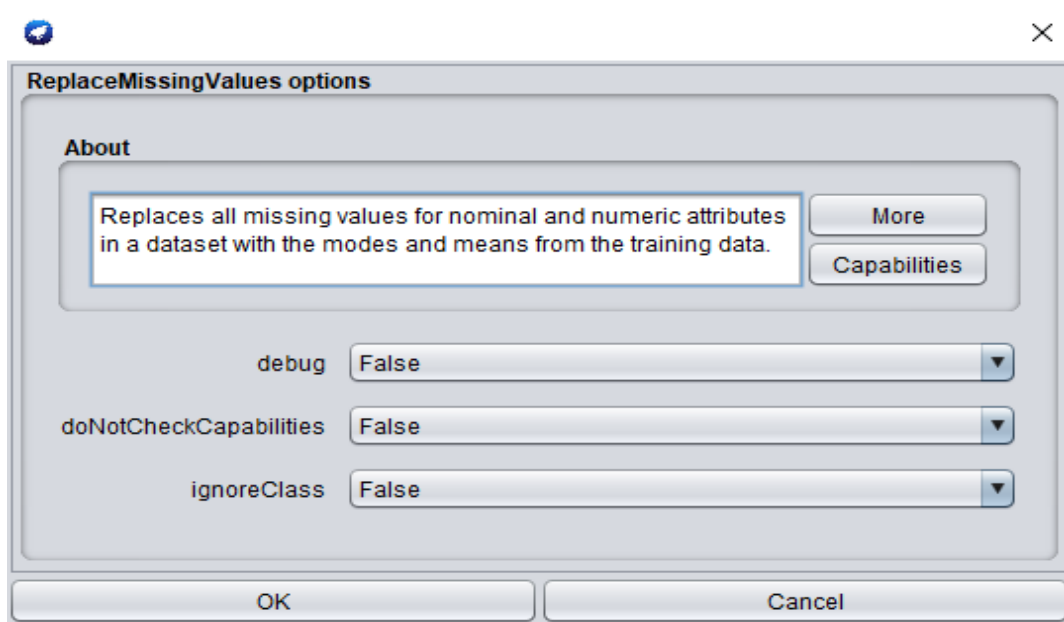 ReplaceMissingValues options
About
Replaces all missing values for nominal and numeric attributes
in a dataset with the modes and means from the training data.
More
Capabilities
debug False
doNotCheckCapabilities False
ignoreClass False
OK Cancel